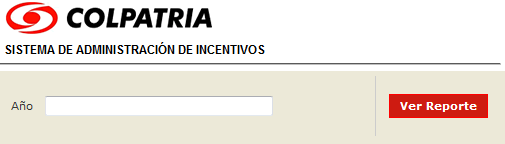 COLPATRIA
SISTEMA DE ADMINISTRACIÓN DE INCENTIVOS
Año
Ver Reporte